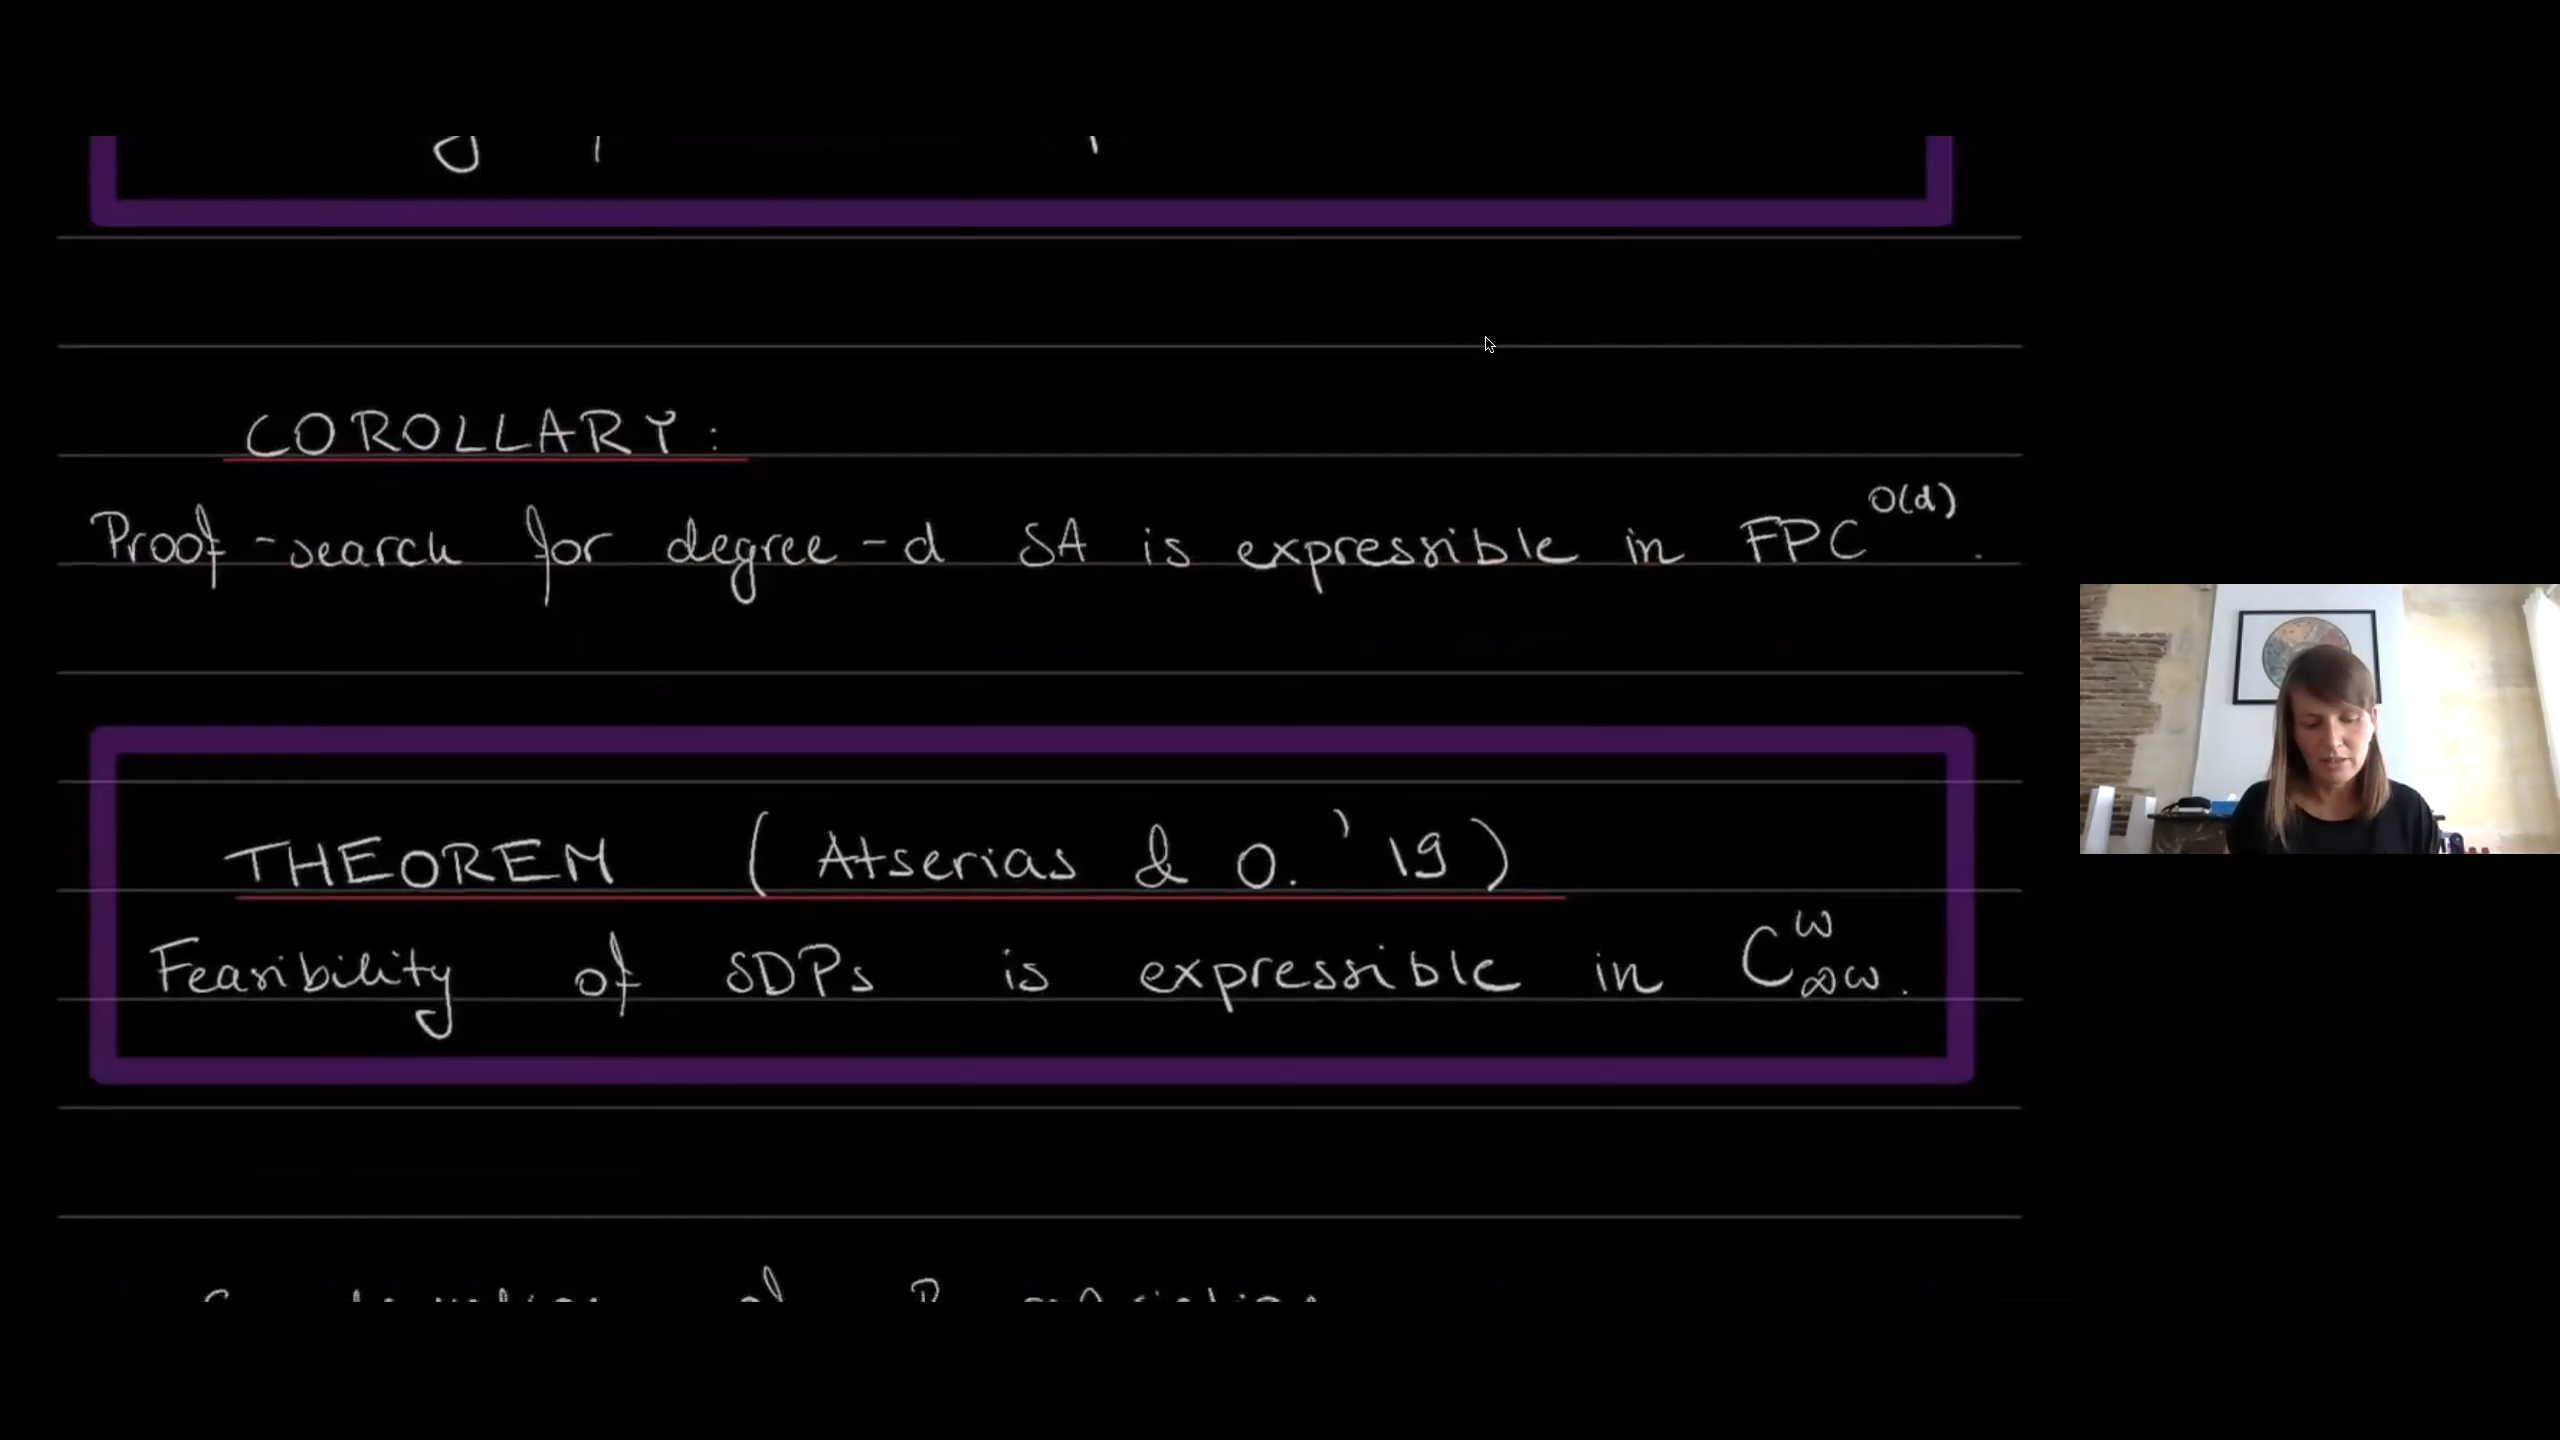 COROLLARY:
Proof-search for degree-d SA is expressible in FPC^O(d).
THEOREM (Atserias & O. '19)
Feasibility of SDPs is expressible in C^ω_∞ω.